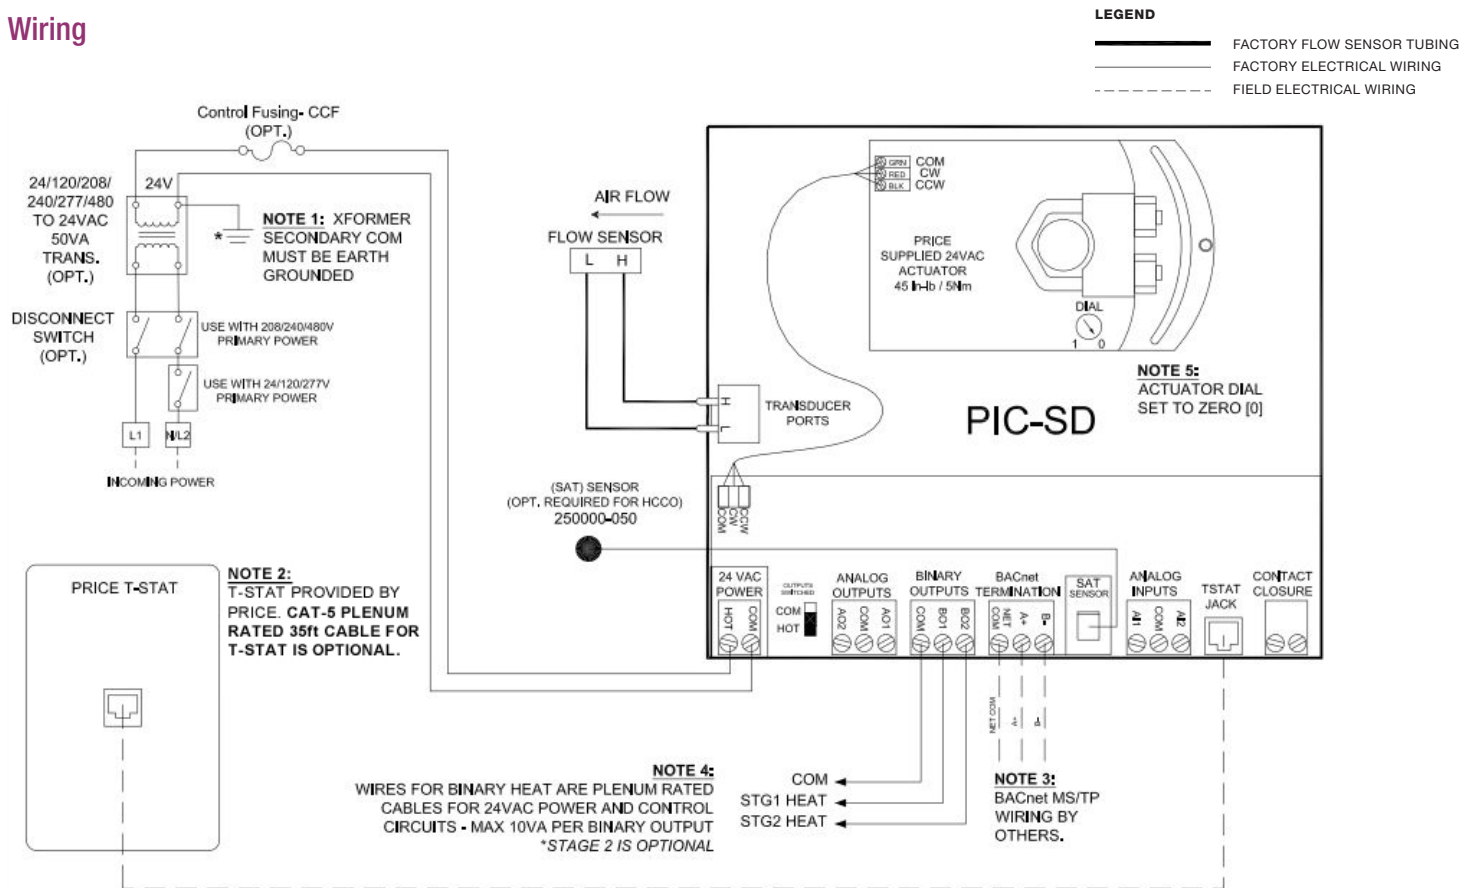 Wiring
LEGEND
FACTORY FLOW SENSOR TUBING
FACTORY ELECTRICAL WIRING
FIELD ELECTRICAL WIRING
Control Fusing- CCF
(OPT.)
24/120/208/
240/277/480
TO 24VAC
50VA
TRANS.
(OPT.)
24V
*
NOTE 1: XFORMER
SECONDARY COM
MUST BE EARTH
GROUNDED
DISCONNECT
SWITCH
(OPT.)
USE WITH 208/240/480V
PRIMARY POWER
USE WITH 24/120/277V
PRIMARY POWER
L1
N/L2
INCOMING POWER
AIR FLOW
FLOW SENSOR
L H
GRN COM
RED CW
BLK CCW
PRICE
SUPPLIED 24VAC
ACTUATOR
45 In-lb / 5Nm
DIAL
1 0
NOTE 5:
ACTUATOR DIAL
SET TO ZERO [0]
H
L
TRANSDUCER
PORTS
PIC-SD
COM
CW
CCW
(SAT) SENSOR
(OPT. REQUIRED FOR HCCO)
250000-050
24 VAC
POWER
HOT
COM
OUTPUTS
SWITCHED
COM
HOT
ANALOG
OUTPUTS
AO2
COM
AO1
BINARY
OUTPUTS
COM
BO1
BO2
BACnet
TERMINATION
NET
COM
A+
B-
SAT
SENSOR
ANALOG
INPUTS
AI1
COM
AI2
TSTAT
JACK
CONTACT
CLOSURE
PRICE T-STAT
NOTE 2:
T-STAT PROVIDED BY
PRICE. CAT-5 PLENUM
RATED 35ft CABLE FOR
T-STAT IS OPTIONAL.
NET COM
NOTE 4:
WIRES FOR BINARY HEAT ARE PLENUM RATED
CABLES FOR 24VAC POWER AND CONTROL
CIRCUITS - MAX 10VA PER BINARY OUTPUT
*STAGE 2 IS OPTIONAL
COM
STG1 HEAT
STG2 HEAT
NOTE 3:
BACnet MS/TP
WIRING BY
OTHERS.